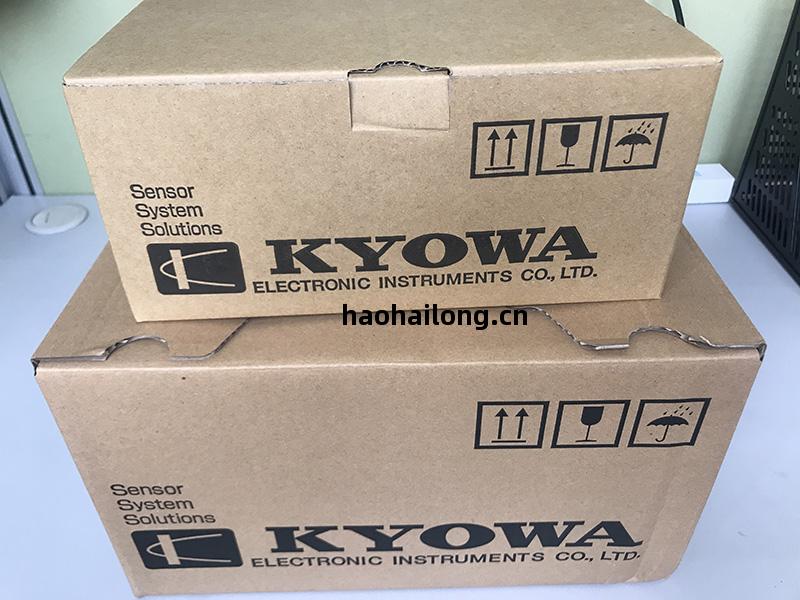 Sensor
System
Solutions
KYOWA
ELECTRONIC INSTRUMENTS CO., LTD.
haohailong.cn
Sensor
System
Solutions
KYOWA
ELECTRONIC INSTRUMENTS CO., LTD.